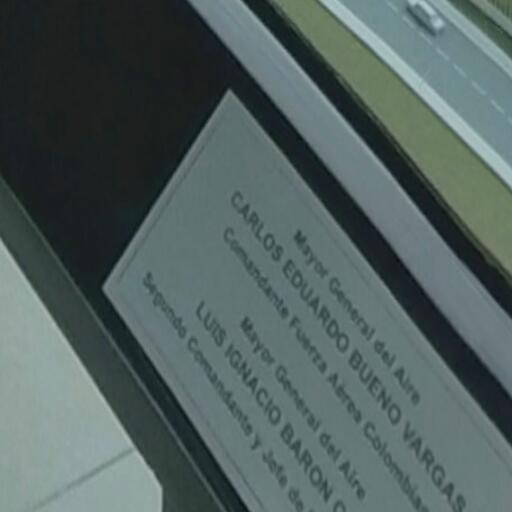 Mayor General del Aire
CARLOS EDUARDO BUENO VARGAS
Comandante Fuerza Aérea Colombiana
Mayor General del Aire
LUIS IGNACIO BARON
Segundo Comandante y Jefe de